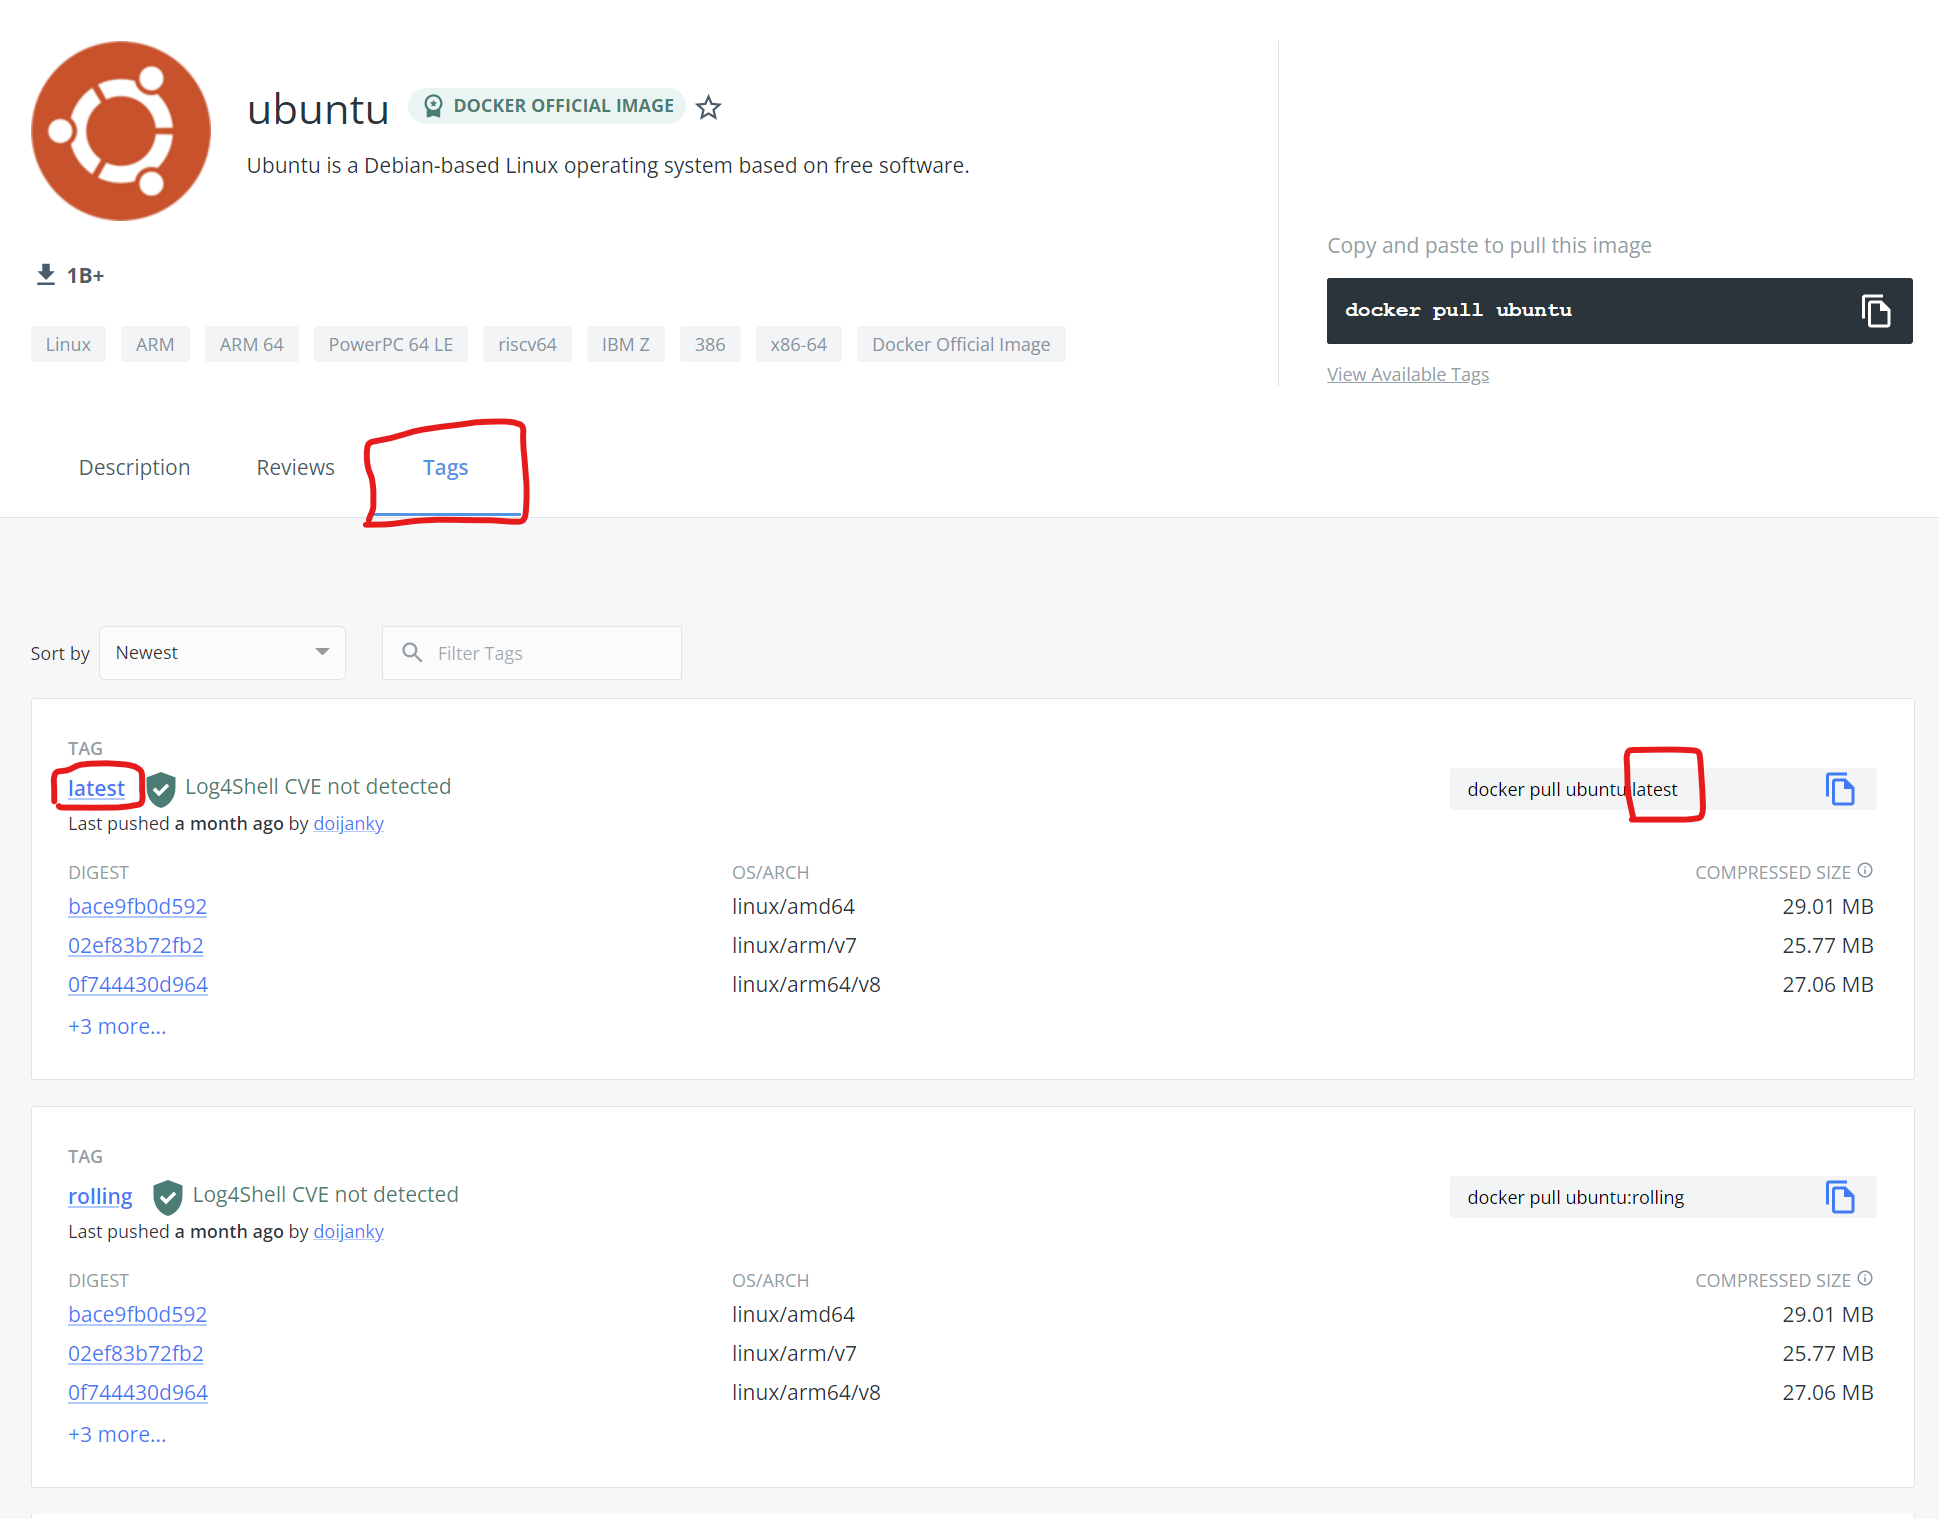 ubuntu DOCKER OFFICIAL IMAGE
Ubuntu is a Debian-based Linux operating system based on free software.
1B+
Linux ARM ARM 64 PowerPC 64 LE riscv64 IBM Z 386 x86-64 Docker Official Image
Copy and paste to pull this image
docker pull ubuntu
View Available Tags
Description Reviews Tags
Sort by Newest Filter Tags
TAG
latest Log4Shell CVE not detected
docker pull ubuntu:latest
Last pushed a month ago by doijanky
DIGEST OS/ARCH COMPRESSED SIZE
bace9fb0d592 linux/amd64 29.01 MB
02ef83b72fb2 linux/arm/v7 25.77 MB
0f744430d964 linux/arm64/v8 27.06 MB
+3 more...
TAG
rolling Log4Shell CVE not detected
docker pull ubuntu:rolling
Last pushed a month ago by doijanky
DIGEST OS/ARCH COMPRESSED SIZE
bace9fb0d592 linux/amd64 29.01 MB
02ef83b72fb2 linux/arm/v7 25.77 MB
0f744430d964 linux/arm64/v8 27.06 MB
+3 more...